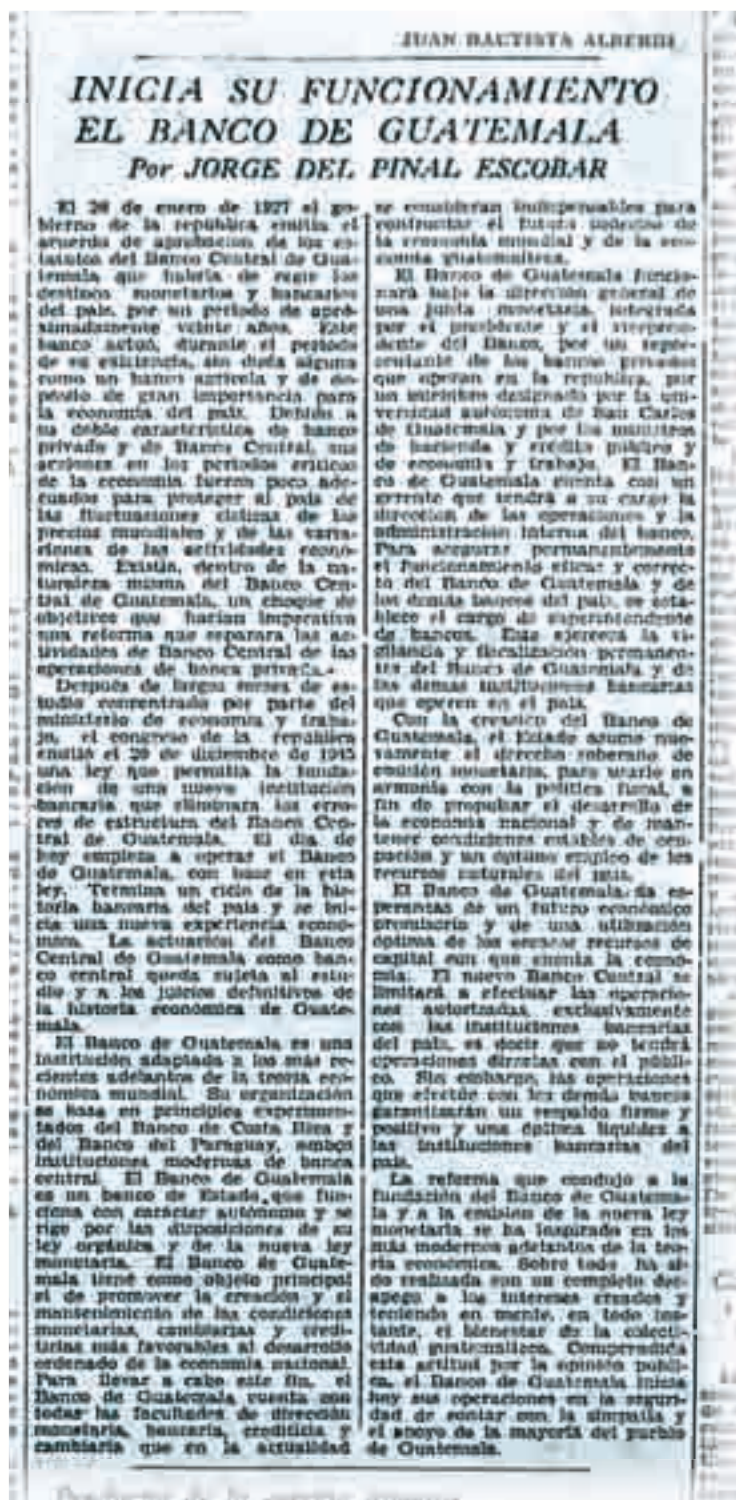 JUAN BAUTISTA ALBERDI
INICIA SU FUNCIONAMIENTO
EL BANCO DE GUATEMALA
Por JORGE DEL PINAL ESCOBAR
El 26 de enero de 1927 el go-
bierno de la república emitía el
acuerdo de aprobación de los es-
tatutos del Banco Central de Gua-
temala que habría de regir los
destinos monetarios y bancarios
del país, por un período de apro-
ximadamente veinte años. Este
banco actuó, durante el período
de su existencia, sin duda alguna
como un banco agrícola y de de-
pósito de gran importancia para
la economía del país. Debido a
su doble característica de banco
privado y de Banco Central, sus
acciones en los períodos críticos
de la economía fueron poco ade-
cuados para proteger al país de
las fluctuaciones cíclicas de los
precios mundiales y de las varia-
ciones de las actividades econó-
micas. Existía, dentro de la na-
turaleza misma del Banco Cen-
tral de Guatemala, un choque de
objetivos que hacían imperativa
una reforma que separara las ac-
tividades de Banco Central de las
operaciones de banca privada.
Después de largos meses de es-
tudio concentrado por parte del
ministerio de economía y traba-
jo, el congreso de la república
emitió el 20 de diciembre de 1945
una ley que permitía la funda-
ción de una nueva institución
bancaria que eliminara los erro-
res de estructura del Banco Cen-
tral de Guatemala. El día de
hoy empieza a operar el Banco
de Guatemala, con base en esta
ley. Termina un ciclo de la his-
toria bancaria del país y se ini-
cia una nueva experiencia econó-
mica. La actuación del Banco
Central de Guatemala como ban-
co central queda sujeta al estu-
dio y a los juicios definitivos de
la historia económica de Guate-
mala.
El Banco de Guatemala es una
institución adaptada a los más re-
cientes adelantos de la teoría eco-
nómica mundial. Su organización
se basa en principios experimen-
tados del Banco de Costa Rica y
del Banco del Paraguay, ambos
instituciones modernas de banca
central. El Banco de Guatemala
es un banco de Estado que fun-
ciona con carácter autónomo y se
rige por las disposiciones de su
ley orgánica y de la nueva ley
monetaria. El Banco de Guate-
mala tiene como objeto principal
el de promover la creación y el
mantenimiento de las condiciones
monetarias, cambiarias y credi-
ticias más favorables al desarrollo
ordenado de la economía nacional.
Para llevar a cabo este fin, el
Banco de Guatemala cuenta con
todas las facultades de dirección
monetaria, bancaria, crediticia y
cambiaria que en la actualidad
se consideran indispensables para
confrontar el futuro
la economía mundial y de la eco-
nomía guatemalteca.
El Banco de Guatemala funcio-
nará bajo la dirección general de
una junta monetaria, integrada
por el presidente y el vicepresi-
dente del Banco, por un repre-
sentante de los bancos privados
que operan en la república, por
un miembro designado por la uni-
versidad autónoma de San Carlos
de Guatemala y por los ministros
de hacienda y crédito público y
de economía y trabajo. El Ban-
co de Guatemala cuenta con un
gerente que tendrá a su cargo la
dirección de las operaciones y la
administración interna del banco.
Para asegurar permanentemente
el funcionamiento eficaz y correc-
to del Banco de Guatemala y de
los demás bancos del país, se esta-
blece el cargo de superintendente
de bancos. Este ejercerá la vi-
gilancia y fiscalización permanen-
tes del Banco de Guatemala y de
las demás instituciones bancarias
que operen en el país.
Con la creación del Banco de
Guatemala, el Estado asume nue-
vamente el derecho soberano de
emisión monetaria, para usarlo en
armonía con la política fiscal, a
fin de propulsar el desarrollo de
la economía nacional y de man-
tener condiciones estables de ocu-
pación y un óptimo empleo de los
recursos naturales del país.
El Banco de Guatemala da es-
peranzas de un futuro económico
promisorio y de una utilización
óptima de los escasos recursos de
capital con que cuenta la econo-
mía. El nuevo Banco Central se
limitará a efectuar las operacio-
nes autorizadas, exclusivamente
con las instituciones bancarias
del país, es decir que no tendrá
operaciones directas con el públi-
co. Sin embargo, las operaciones
que efectúe con los demás bancos
garantizarán un respaldo firme y
positivo y una óptima liquidez a
las instituciones bancarias del
país.
La reforma que condujo a la
fundación del Banco de Guatema-
la y a la emisión de la nueva ley
monetaria se ha inspirado en los
más modernos adelantos de la teo-
ría económica. Sobre todo ha si-
do realizada con un completo des-
apego a los intereses creados y
teniendo en mente, en todo ins-
tante, el bienestar de la colecti-
vidad guatemalteca. Comprendida
esta actitud por la opinión públi-
ca, el Banco de Guatemala inicia
hoy sus operaciones en la seguri-
dad de contar con la simpatía y
el apoyo de la mayoría del pueblo
de Guatemala.